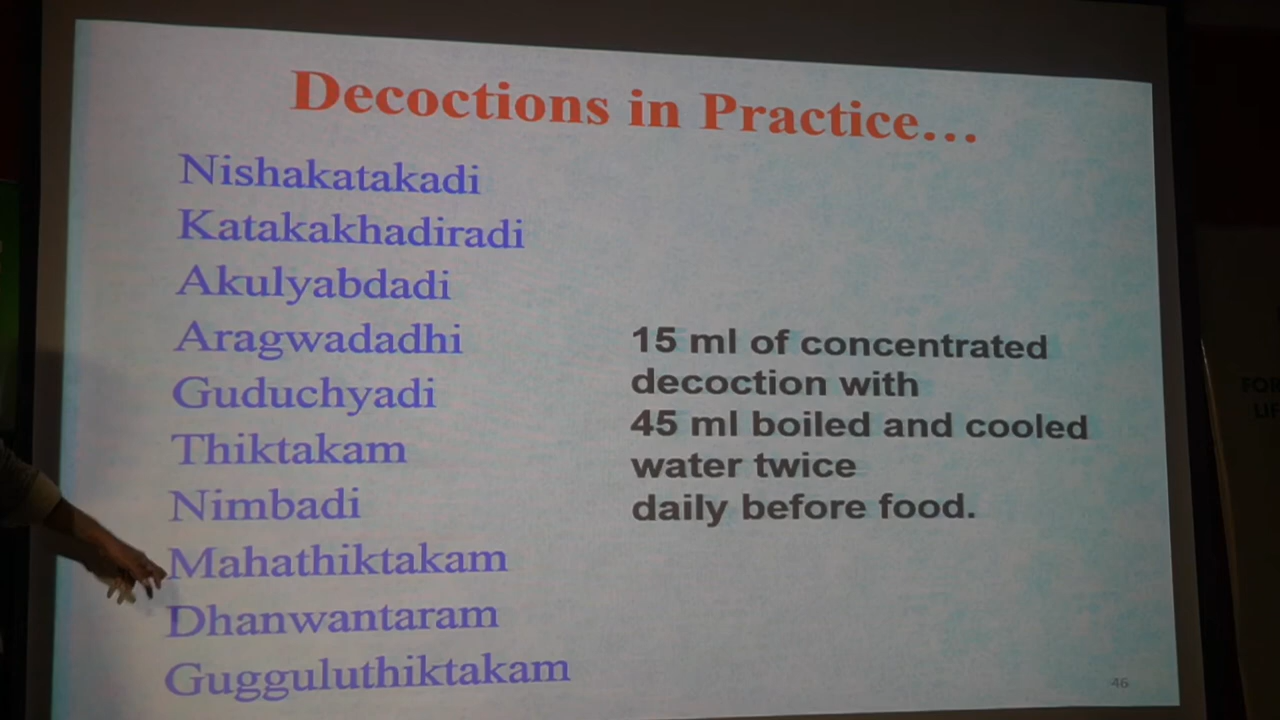 Decoctions in Practice...
Nishakatakadi
Katakakhadiradi
Akulyabdadi
Aragwadadhi
Guduchyadi
Thiktakam
Nimbadi
Mahathiktakam
Dhanwantaram
Gugguluthiktakam
15 ml of concentrated
decoction with
45 ml boiled and cooled
water twice
daily before food.
46